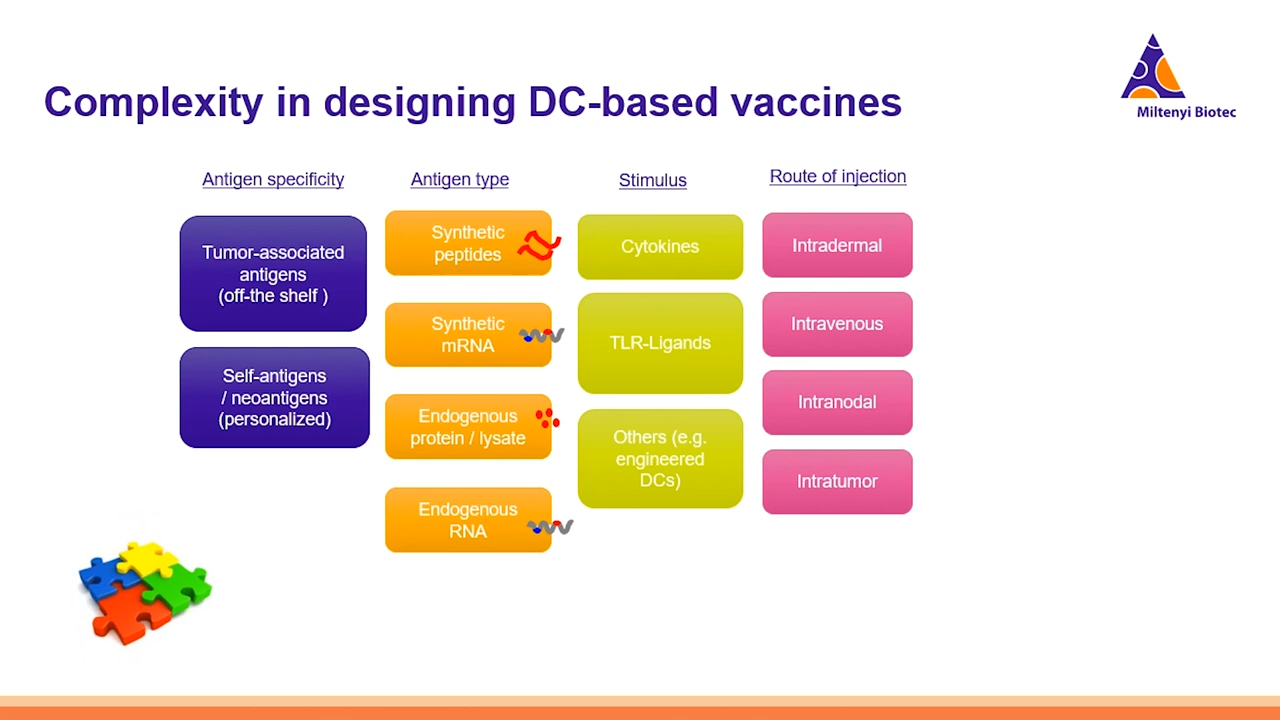 Complexity in designing DC-based vaccines
Miltenyi Biotec
Antigen specificity
Tumor-associated
antigens
(off-the shelf )
Self-antigens
/ neoantigens
(personalized)
Antigen type
Synthetic
peptides
Synthetic
mRNA
Endogenous
protein / lysate
Endogenous
RNA
Stimulus
Cytokines
TLR-Ligands
Others (e.g.
engineered
DCs)
Route of injection
Intradermal
Intravenous
Intranodal
Intratumor